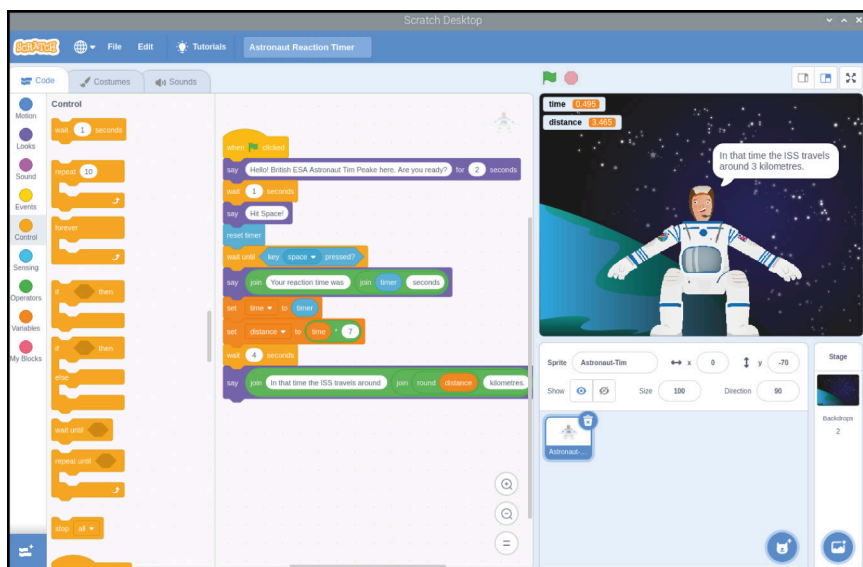 Scratch Desktop
SCRATCH File Edit Tutorials Astronaut Reaction Timer
Code Costumes Sounds
Motion
Looks
Sound
Events
Control
Sensing
Operators
Variables
My Blocks
Control
wait 1 seconds
repeat 10
forever
if then
if then
else
wait until
repeat until
stop all
when clicked
say Hello! British ESA Astronaut Tim Peake here. Are you ready? for 2 seconds
wait 1 seconds
say Hit Space!
reset timer
wait until key space pressed?
say join Your reaction time was join timer seconds
set time to timer
set distance to time * 7
wait 4 seconds
say join In that time the ISS travels around join round distance kilometres.
time 0.495
distance 3.465
In that time the ISS travels
around 3 kilometres.
Sprite Astronaut-Tim x 0 y -70
Show Size 100 Direction 90
Astronaut-...
Stage
Backdrops
2